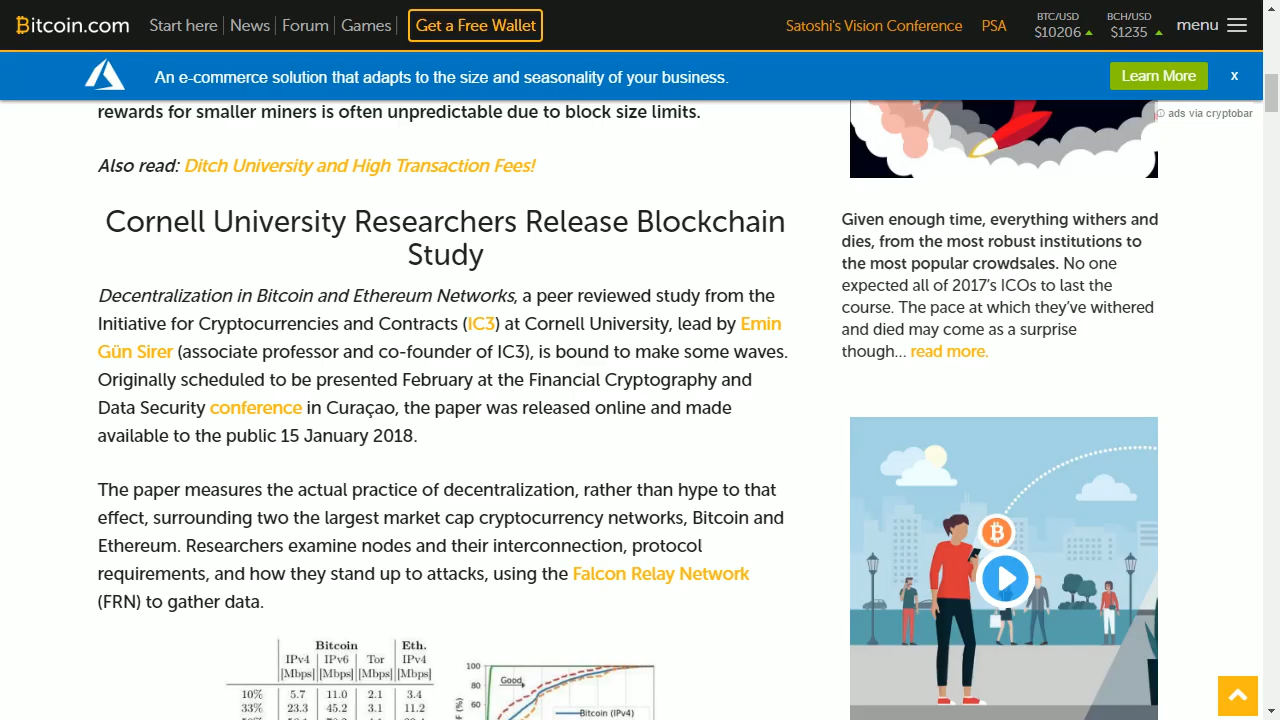 Bitcoin.com
Start here
News
Forum
Games
Get a Free Wallet
Satoshi's Vision Conference
PSA
BTC/USD
$10206
BCH/USD
$1235
menu
An e-commerce solution that adapts to the size and seasonality of your business.
Learn More
x
ads via cryptobar
rewards for smaller miners is often unpredictable due to block size limits.
Also read: Ditch University and High Transaction Fees!
Cornell University Researchers Release Blockchain
Study
Decentralization in Bitcoin and Ethereum Networks, a peer reviewed study from the
Initiative for Cryptocurrencies and Contracts (IC3) at Cornell University, lead by Emin
Gün Sirer (associate professor and co-founder of IC3), is bound to make some waves.
Originally scheduled to be presented February at the Financial Cryptography and
Data Security conference in Curaçao, the paper was released online and made
available to the public 15 January 2018.
The paper measures the actual practice of decentralization, rather than hype to that
effect, surrounding two the largest market cap cryptocurrency networks, Bitcoin and
Ethereum. Researchers examine nodes and their interconnection, protocol
requirements, and how they stand up to attacks, using the Falcon Relay Network
(FRN) to gather data.
Bitcoin Eth.
IPv4 IPv6 Tor IPv4
[Mbps] [Mbps] [Mbps] [Mbps]
10% 5.7 11.0 2.1 3.4
33% 23.3 45.2 3.1 11.2
100
80
60
Good
Bitcoin (IPv4)
Given enough time, everything withers and
dies, from the most robust institutions to
the most popular crowdsales. No one
expected all of 2017's ICOs to last the
course. The pace at which they've withered
and died may come as a surprise
though... read more.